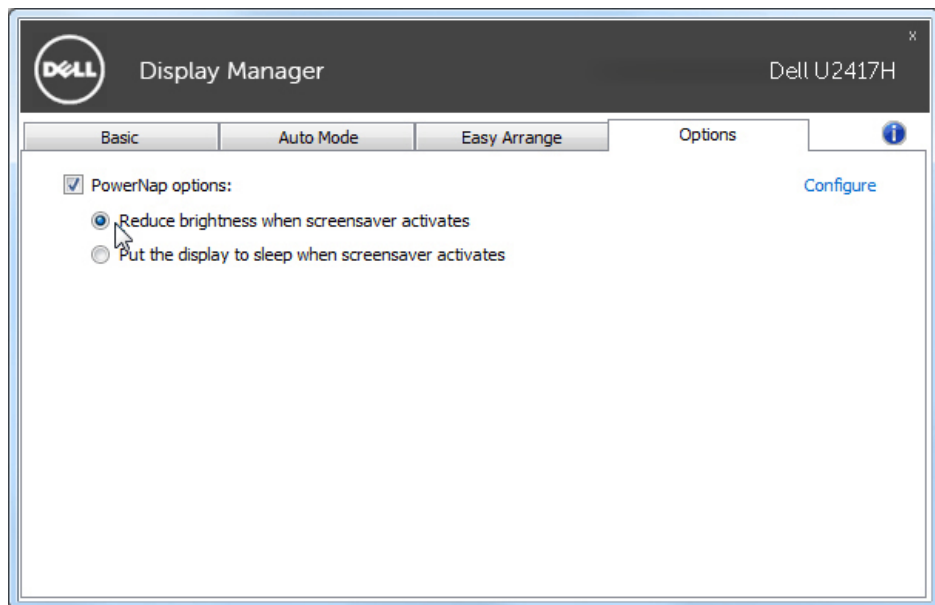 x
DELL
Display Manager
Dell U2417H
Basic
Auto Mode
Easy Arrange
Options
i
PowerNap options:
Configure
Reduce brightness when screensaver activates
Put the display to sleep when screensaver activates